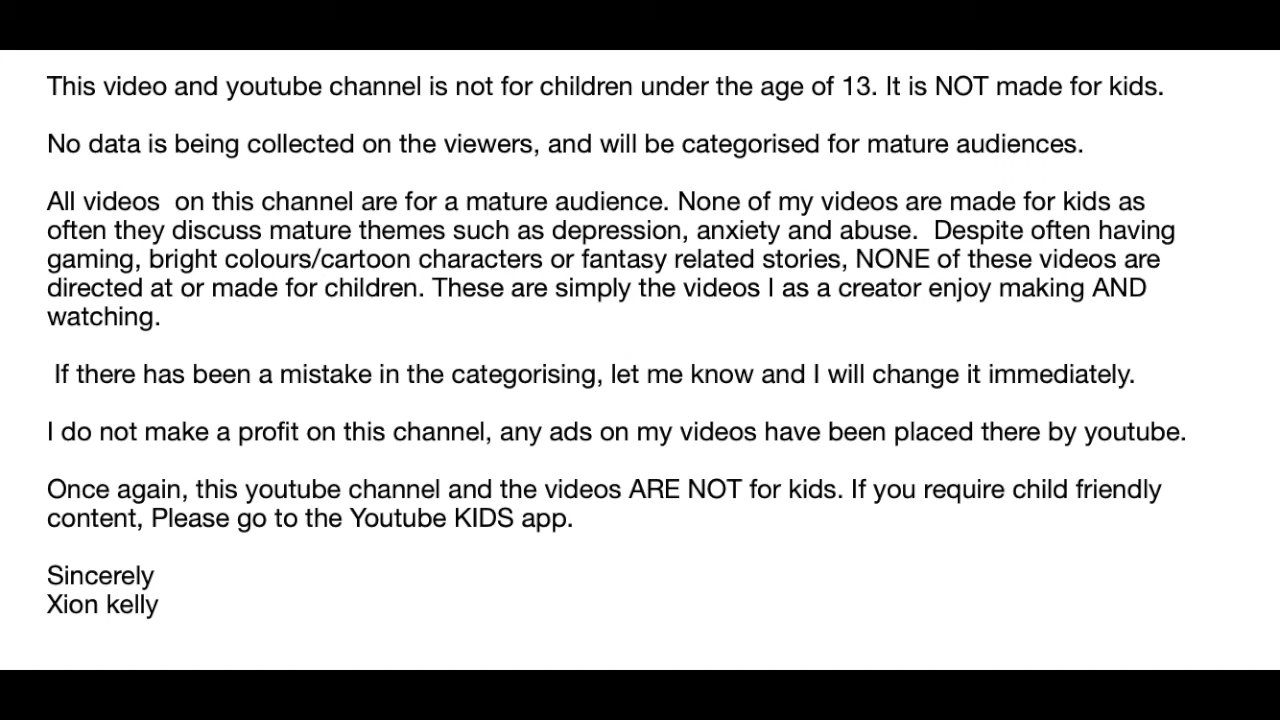 This video and youtube channel is not for children under the age of 13. It is NOT made for kids.
No data is being collected on the viewers, and will be categorised for mature audiences.
All videos  on this channel are for a mature audience. None of my videos are made for kids as
often they discuss mature themes such as depression, anxiety and abuse.  Despite often having
gaming, bright colours/cartoon characters or fantasy related stories, NONE of these videos are
directed at or made for children. These are simply the videos I as a creator enjoy making AND
watching.
If there has been a mistake in the categorising, let me know and I will change it immediately.
I do not make a profit on this channel, any ads on my videos have been placed there by youtube.
Once again, this youtube channel and the videos ARE NOT for kids. If you require child friendly
content, Please go to the Youtube KIDS app.
Sincerely
Xion kelly